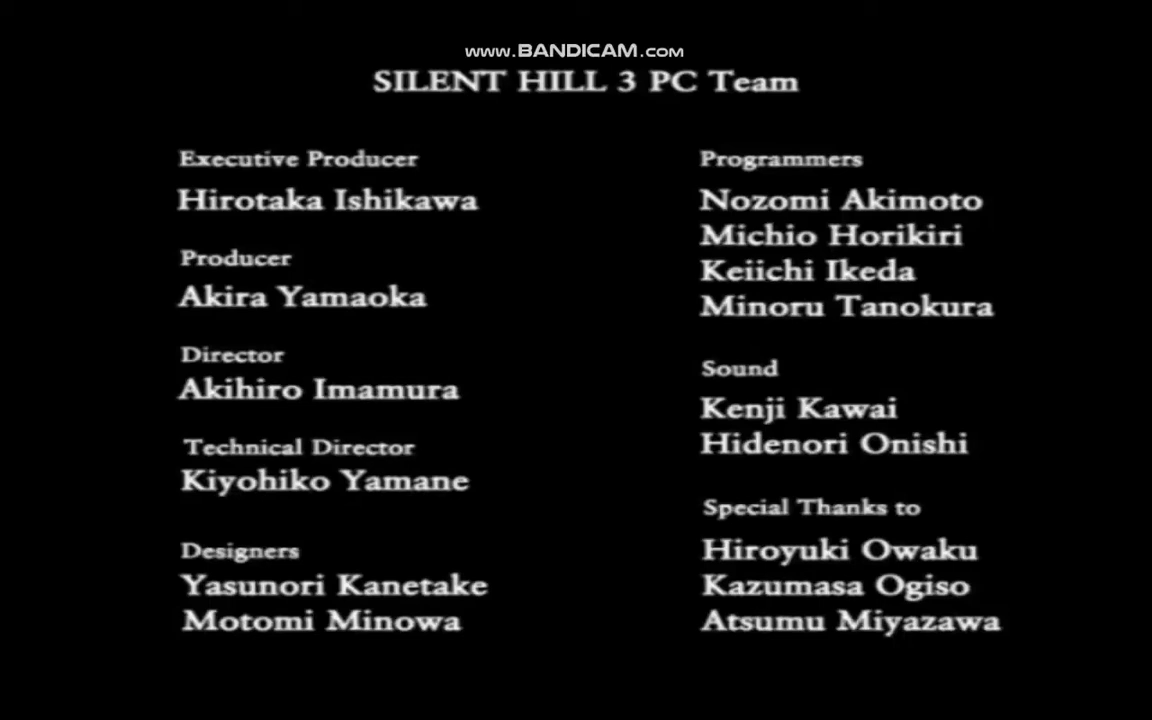 www.BANDICAM.com
SILENT HILL 3 PC Team
Executive Producer
Hirotaka Ishikawa
Producer
Akira Yamaoka
Director
Akihiro Imamura
Technical Director
Kiyohiko Yamane
Designers
Yasunori Kanetake
Motomi Minowa
Programmers
Nozomi Akimoto
Michio Horikiri
Keiichi Ikeda
Minoru Tanokura
Sound
Kenji Kawai
Hidenori Onishi
Special Thanks to
Hiroyuki Owaku
Kazumasa Ogiso
Atsumu Miyazawa